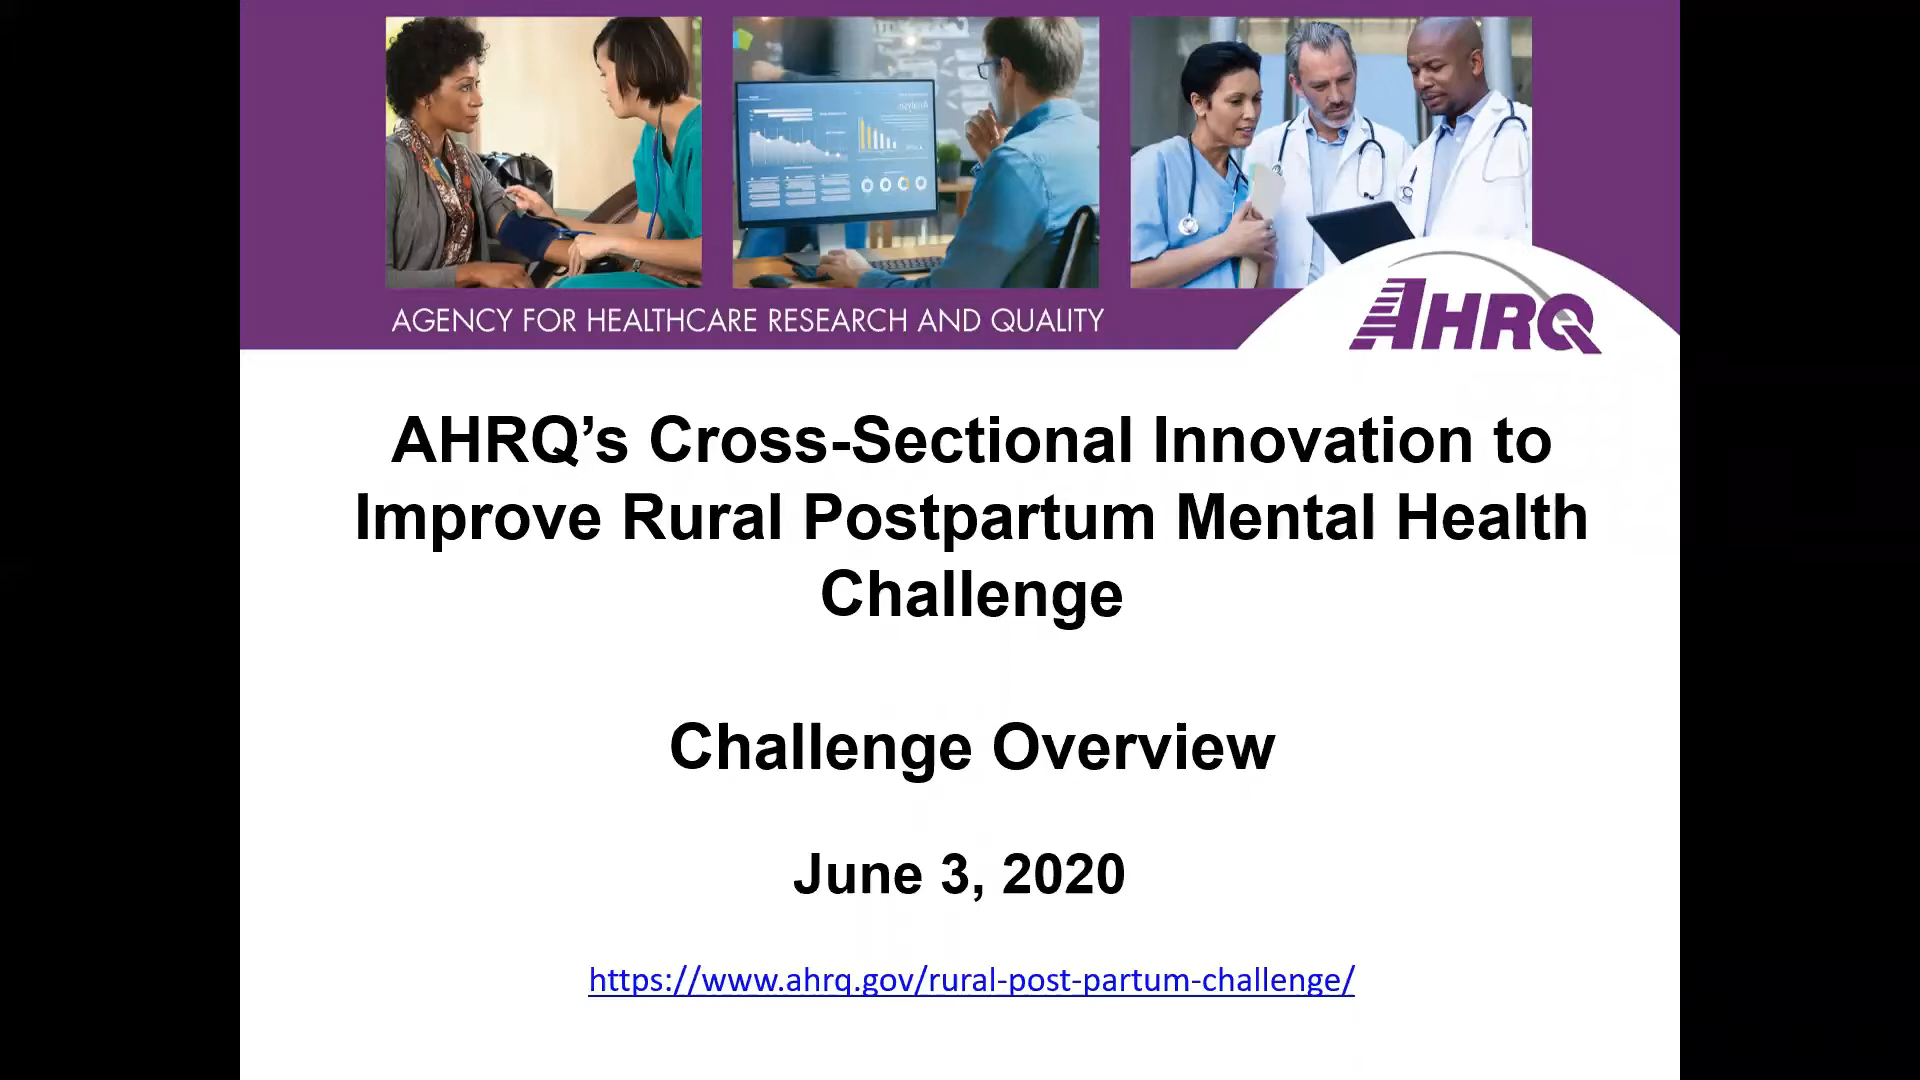 AGENCY FOR HEALTHCARE RESEARCH AND QUALITY
AHRQ
AHRQ’s Cross-Sectional Innovation to
Improve Rural Postpartum Mental Health
Challenge
Challenge Overview
June 3, 2020
https://www.ahrq.gov/rural-post-partum-challenge/